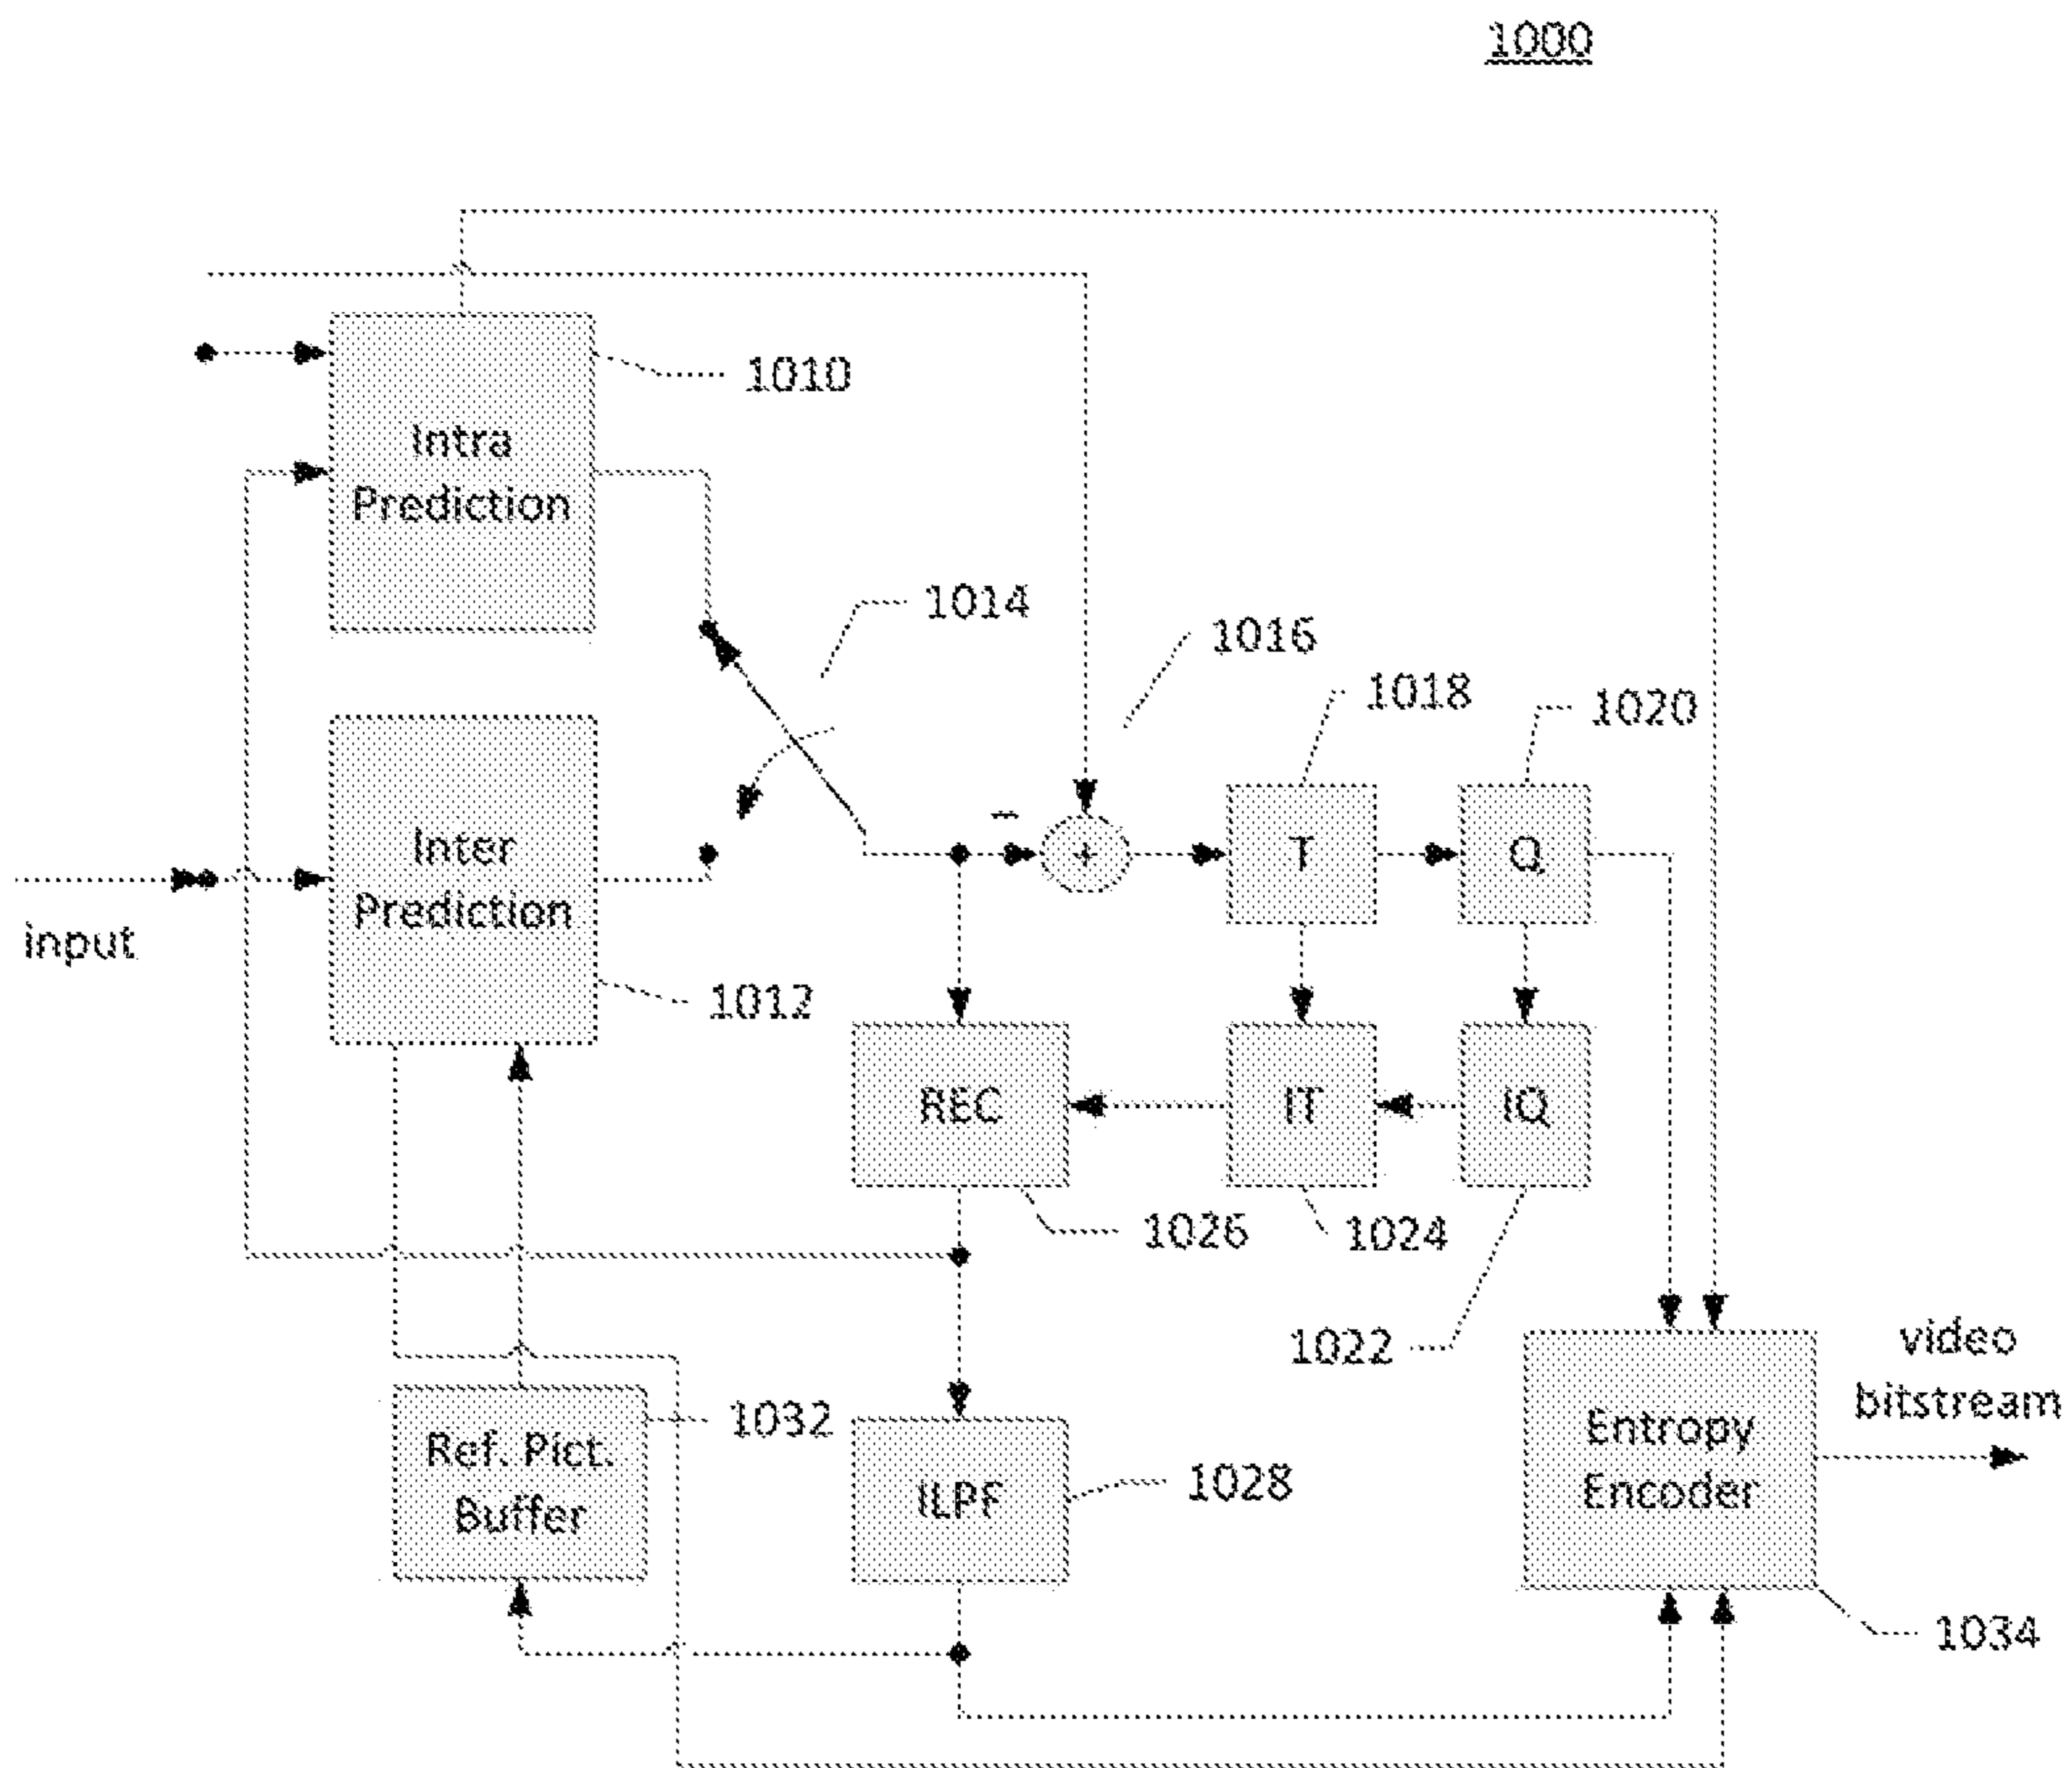 1000
1010
Intra
Prediction
1014
1016
1018
1020
Inter
Prediction
−
+
T
Q
input
1012
REC
IT
IQ
1026
1024
1022
video
bitstream
1032
Ref. Pict.
Buffer
ILPF
1028
Entropy
Encoder
1034